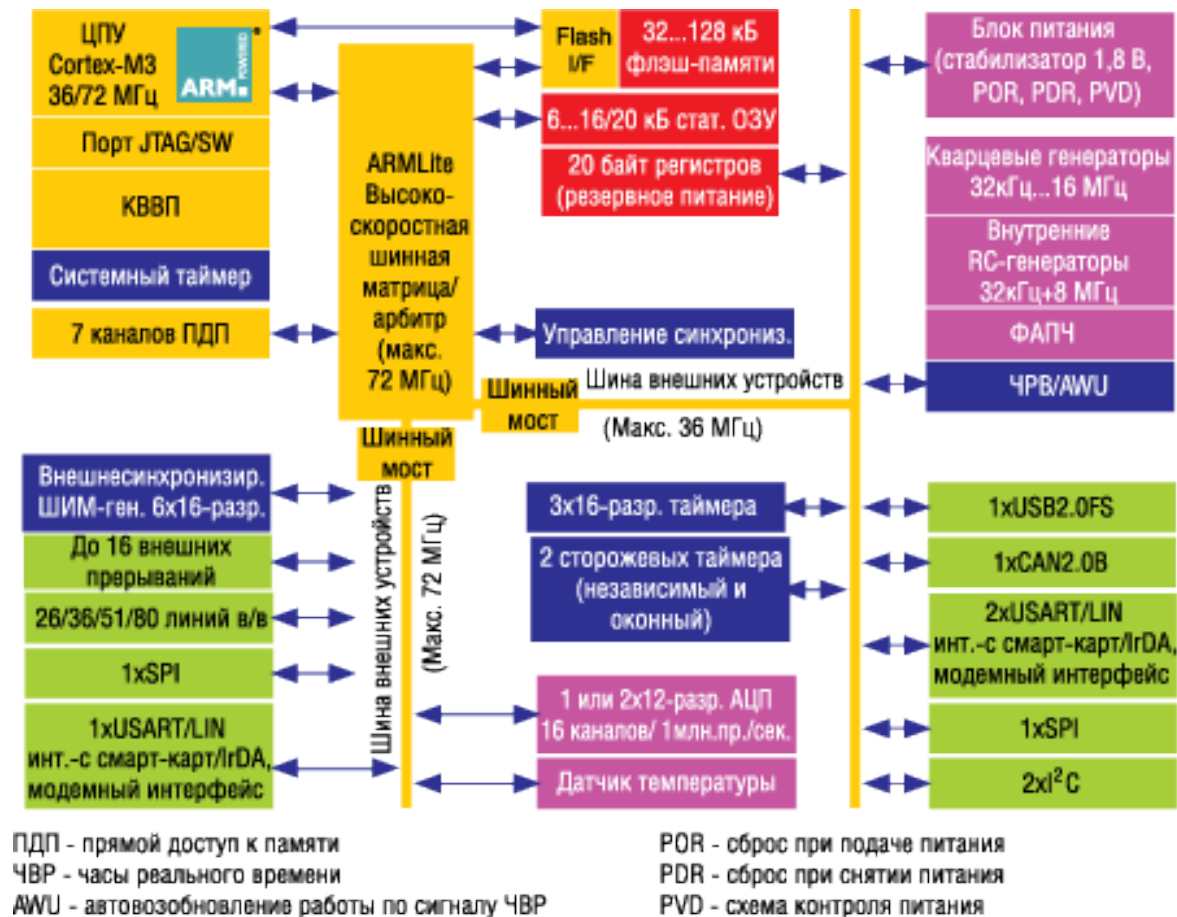 ЦПУ
Cortex-M3
36/72 МГц
ARM
POWERED
Порт JTAG/SW
КВВП
Системный таймер
7 каналов ПДП
ARMLite
Высоко-
скоростная
шинная
матрица/
арбитр
(макс.
72 МГц)
Flash
I/F
32...128 кБ
флэш-памяти
6...16/20 кБ стат. ОЗУ
20 байт регистров
(резервное питание)
Управление синхрониз.
Шинный
мост
Шина внешних устройств
(Макс. 36 МГц)
Блок питания
(стабилизатор 1,8 В,
POR, PDR, PVD)
Кварцевые генераторы
32кГц...16 МГц
Внутренние
RC-генераторы
32кГц+8 МГц
ФАПЧ
ЧРВ/AWU
Шинный
мост
Шина внешних устройств
(Макс. 72 МГц)
Внешнесинхронизир.
ШИМ-ген. 6х16-разр.
До 16 внешних
прерываний
26/36/51/80 линий в/в
1xSPI
1xUSART/LIN
инт.-с смарт-карт/IrDA,
модемный интерфейс
3х16-разр. таймера
2 сторожевых таймера
(независимый и
оконный)
1 или 2х12-разр. АЦП
16 каналов/ 1млн.пр./сек.
Датчик температуры
1xUSB2.0FS
1xCAN2.0B
2xUSART/LIN
инт.-с смарт-карт/IrDA,
модемный интерфейс
1xSPI
2xI²C
ПДП - прямой доступ к памяти
ЧВР - часы реального времени
AWU - автовозобновление работы по сигналу ЧВР
POR - сброс при подаче питания
PDR - сброс при снятии питания
PVD - схема контроля питания